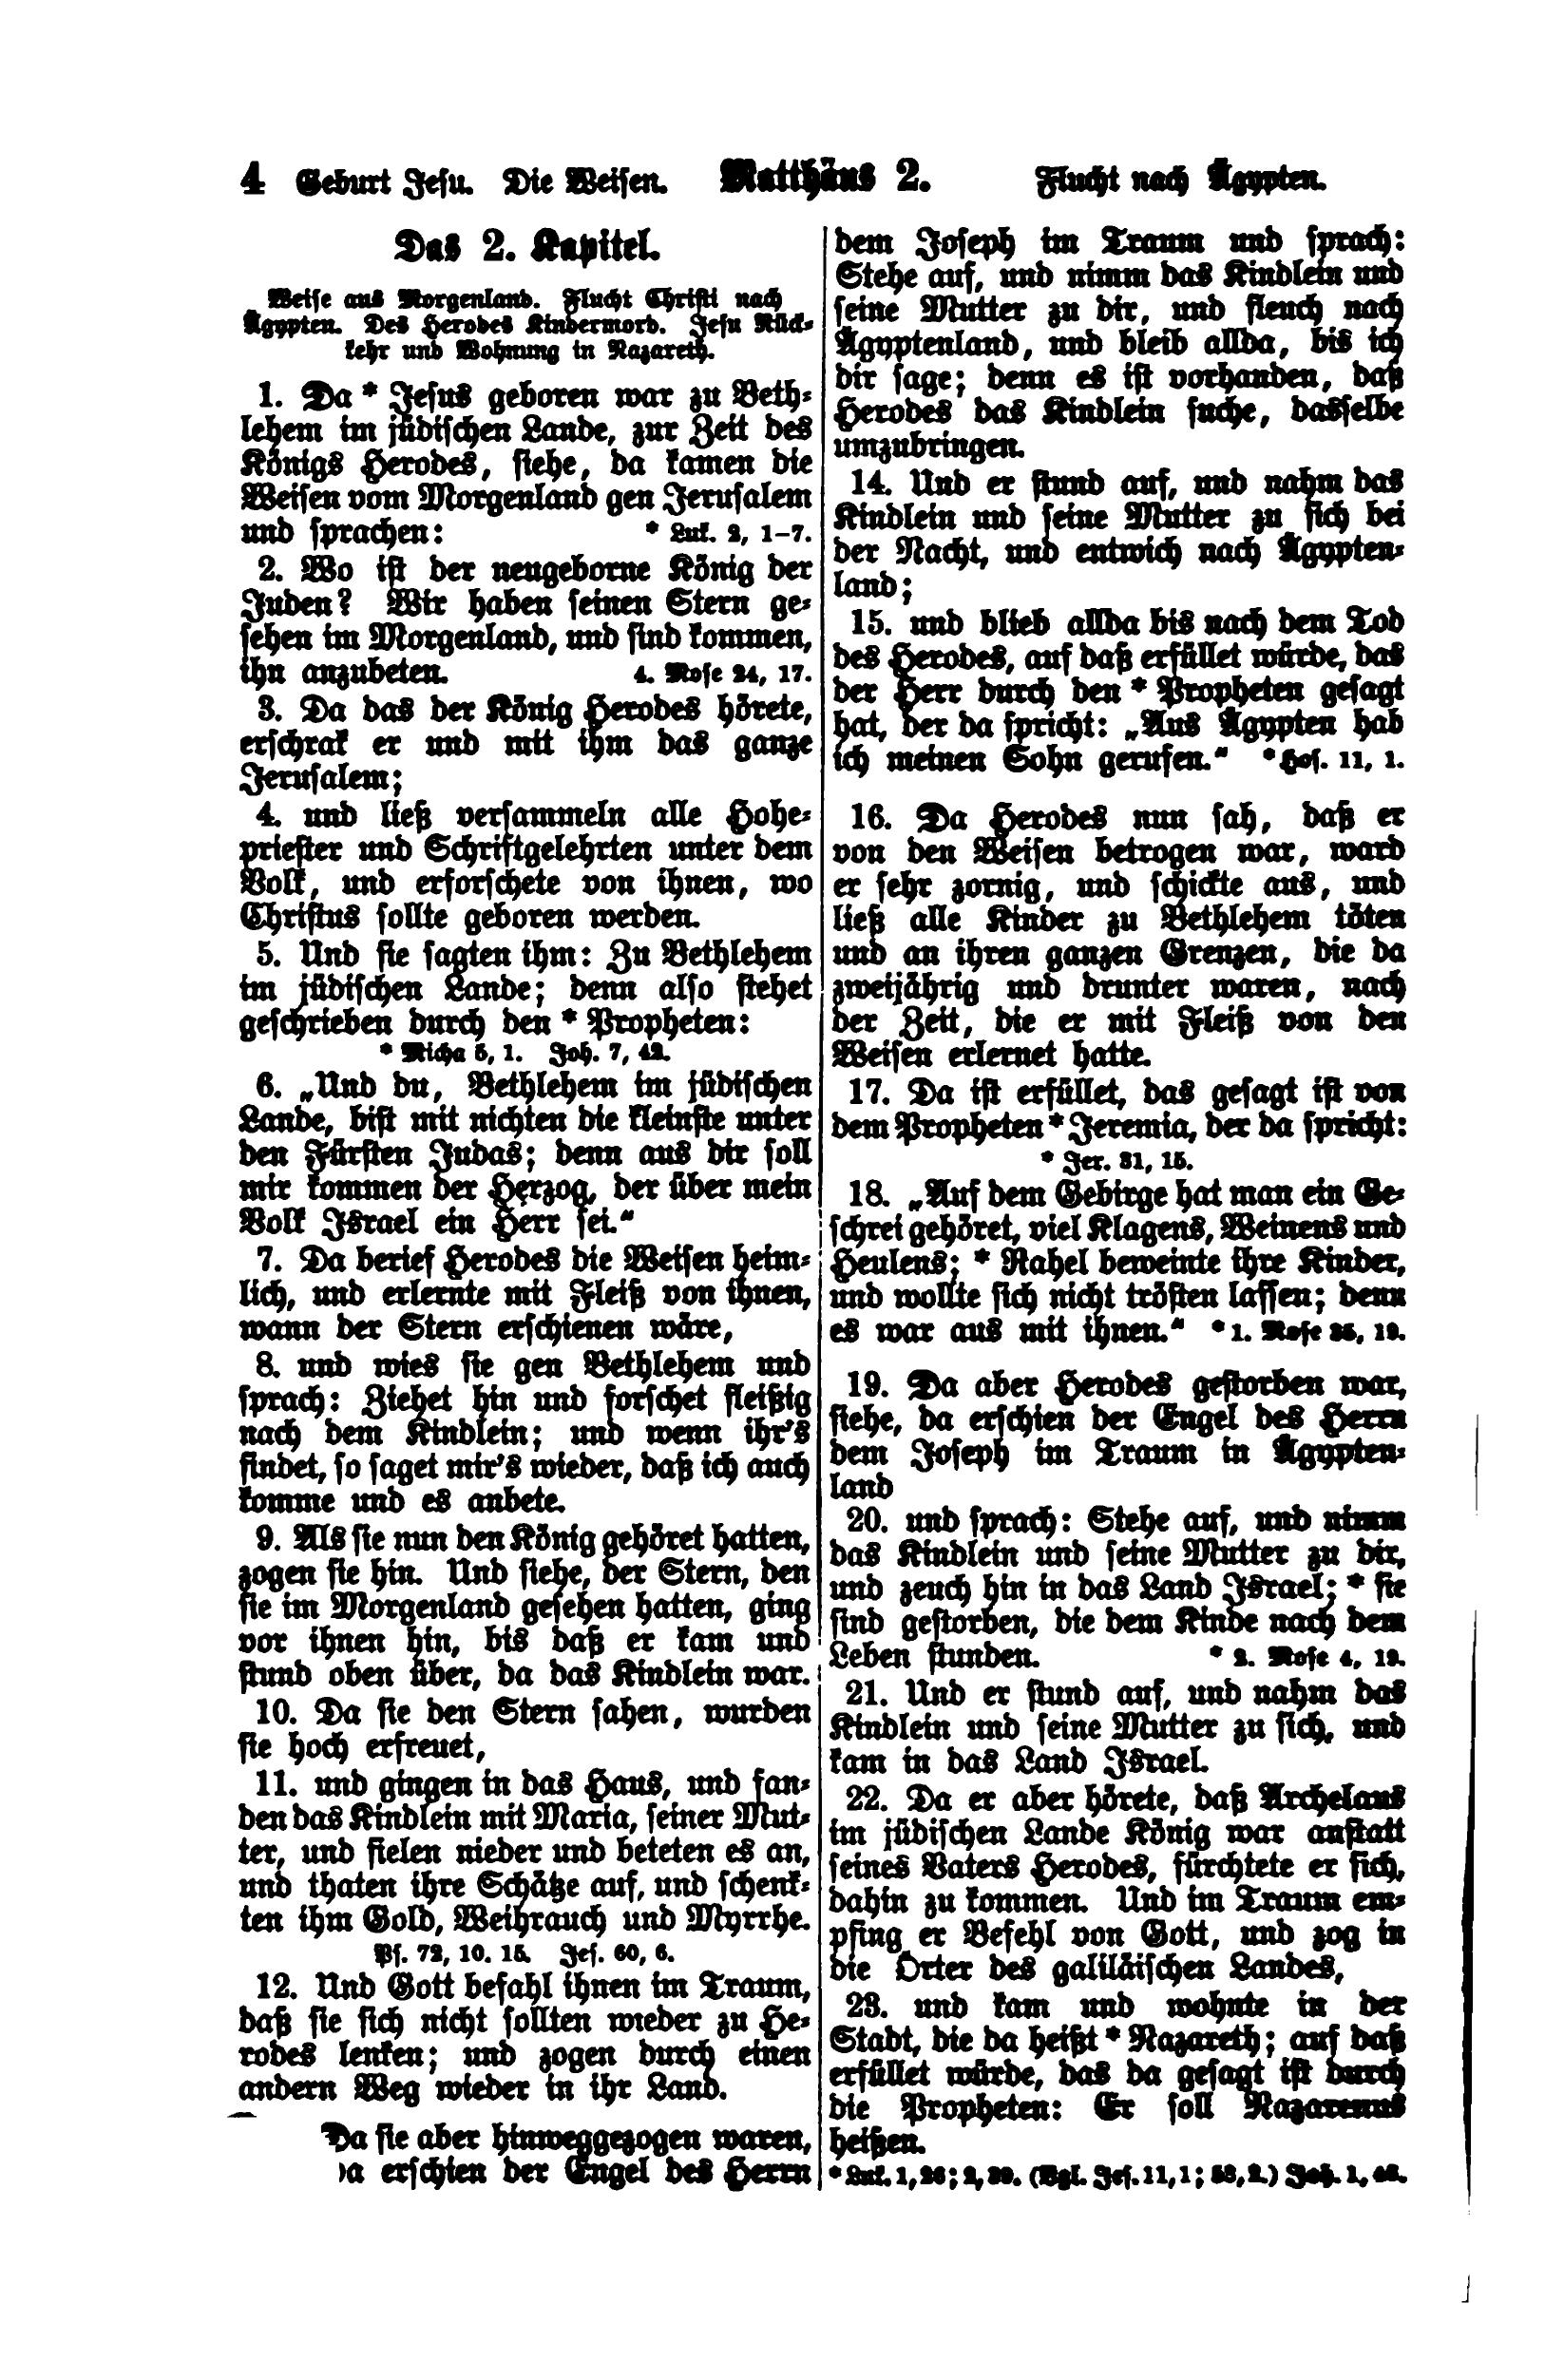 4 Geburt Jesu. Die Weisen. Matthäus 2. Flucht nach Ägypten.
Das 2. Kapitel.
Weise aus Morgenland. Flucht Christi nach
Ägypten. Des Herodes Kindermord. Jesu Rück-
kehr und Wohnung in Nazareth.
1. Da * Jesus geboren war zu Beth-
lehem im jüdischen Lande, zur Zeit des
Königs Herodes, siehe, da kamen die
Weisen vom Morgenland gen Jerusalem
und sprachen: * Luk. 2, 1–7.
2. Wo ist der neugeborne König der
Juden? Wir haben seinen Stern ge-
sehen im Morgenland, und sind kommen,
ihn anzubeten. 4. Mose 24, 17.
3. Da das der König Herodes hörete,
erschrak er und mit ihm das ganze
Jerusalem;
4. und ließ versammeln alle Hohe-
priester und Schriftgelehrten unter dem
Volk, und erforschete von ihnen, wo
Christus sollte geboren werden.
5. Und sie sagten ihm: Zu Bethlehem
im jüdischen Lande; denn also stehet
geschrieben durch den * Propheten:
* Micha 5, 1. Joh. 7, 42.
6. „Und du, Bethlehem im jüdischen
Lande, bist mit nichten die kleinste unter
den Fürsten Judas; denn aus dir soll
mir kommen der Herzog, der über mein
Volk Israel ein Herr sei.“
7. Da berief Herodes die Weisen heim-
lich, und erlernte mit Fleiß von ihnen,
wann der Stern erschienen wäre,
8. und wies sie gen Bethlehem und
sprach: Ziehet hin und forschet fleißig
nach dem Kindlein; und wenn ihr's
findet, so saget mir's wieder, daß ich auch
komme und es anbete.
9. Als sie nun den König gehöret hatten,
zogen sie hin. Und siehe, der Stern, den
sie im Morgenland gesehen hatten, ging
vor ihnen hin, bis daß er kam und
stund oben über, da das Kindlein war.
10. Da sie den Stern sahen, wurden
sie hoch erfreuet,
11. und gingen in das Haus, und fan-
den das Kindlein mit Maria, seiner Mut-
ter, und fielen nieder und beteten es an,
und thaten ihre Schätze auf, und schenk-
ten ihm Gold, Weihrauch und Myrrhe.
Ps. 72, 10. 15. Jes. 60, 6.
12. Und Gott befahl ihnen im Traum,
daß sie sich nicht sollten wieder zu He-
rodes lenken; und zogen durch einen
andern Weg wieder in ihr Land.
Da sie aber hinweggezogen waren,
da erschien der Engel des Herrn
dem Joseph im Traum und sprach:
Stehe auf, und nimm das Kindlein und
seine Mutter zu dir, und fleuch nach
Ägyptenland, und bleib allda, bis ich
dir sage; denn es ist vorhanden, daß
Herodes das Kindlein suche, dasselbe
umzubringen.
14. Und er stund auf, und nahm das
Kindlein und seine Mutter zu sich bei
der Nacht, und entwich nach Ägypten-
land;
15. und blieb allda bis nach dem Tod
des Herodes, auf daß erfüllet würde, das
der Herr durch den * Propheten gesagt
hat, der da spricht: „Aus Ägypten hab
ich meinen Sohn gerufen.“ * Hos. 11, 1.
16. Da Herodes nun sah, daß er
von den Weisen betrogen war, ward
er sehr zornig, und schickte aus, und
ließ alle Kinder zu Bethlehem töten
und an ihren ganzen Grenzen, die da
zweijährig und drunter waren, nach
der Zeit, die er mit Fleiß von den
Weisen erlernet hatte.
17. Da ist erfüllet, das gesagt ist von
dem Propheten * Jeremia, der da spricht:
* Jer. 31, 15.
18. „Auf dem Gebirge hat man ein Ge-
schrei gehöret, viel Klagens, Weinens und
Heulens; * Rahel beweinte ihre Kinder,
und wollte sich nicht trösten lassen; denn
es war aus mit ihnen.“ * 1. Mose 35, 19.
19. Da aber Herodes gestorben war,
siehe, da erschien der Engel des Herrn
dem Joseph im Traum in Ägypten-
land
20. und sprach: Stehe auf, und nimm
das Kindlein und seine Mutter zu dir,
und zeuch hin in das Land Israel; * sie
sind gestorben, die dem Kinde nach dem
Leben stunden. * 2. Mose 4, 19.
21. Und er stund auf, und nahm das
Kindlein und seine Mutter zu sich, und
kam in das Land Israel.
22. Da er aber hörete, daß Archelaus
im jüdischen Lande König war anstatt
seines Vaters Herodes, fürchtete er sich,
dahin zu kommen. Und im Traum em-
pfing er Befehl von Gott, und zog in
die Örter des galiläischen Landes,
23. und kam und wohnte in der
Stadt, die da heißt * Nazareth; auf daß
erfüllet würde, das da gesagt ist durch
die Propheten: Er soll Nazarenus
heißen.
* Luk. 1, 26; 2, 39. (Vgl. Jes. 11, 1; 53, 2.) Joh. 1, 46.